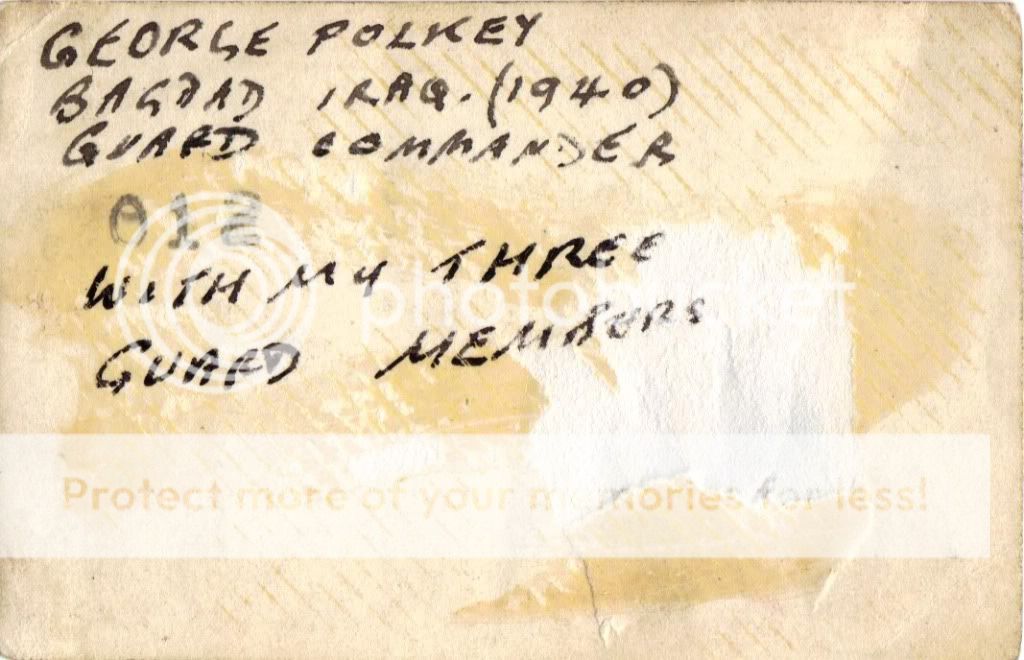 GEORGE POLKEY
BAGDAD IRAQ. (1940)
GUARD COMMANDER
012
WITH MY THREE
GUARD MEMBERS
photobucket
Protect more of your memories for less!